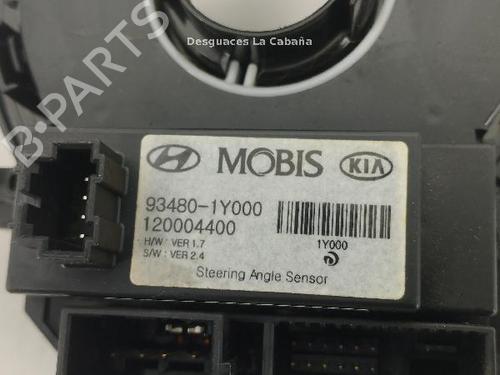 Desguaces La Cabaña
B-PARTS
MOBIS KIA
93480-1Y000
120004400
H/W : VER 1.7
S/W : VER 2.4
1Y000
Steering Angle Sensor